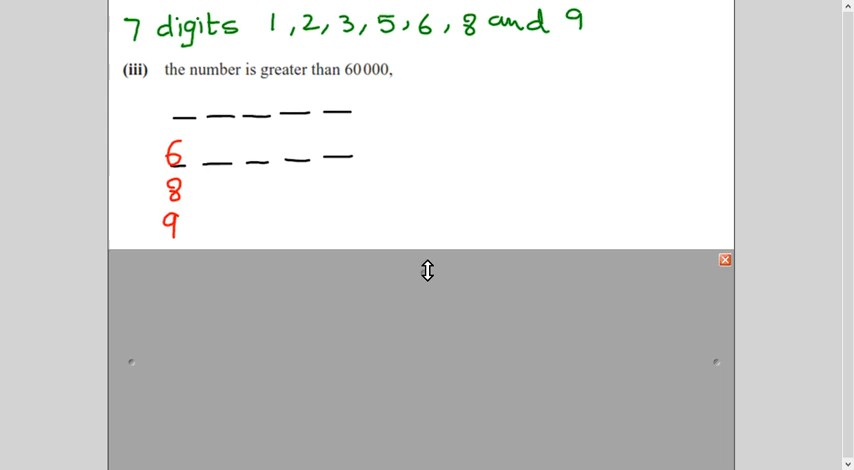 7 digits 1, 2, 3, 5, 6, 8 and 9
(iii) the number is greater than 60 000,
6
8
9